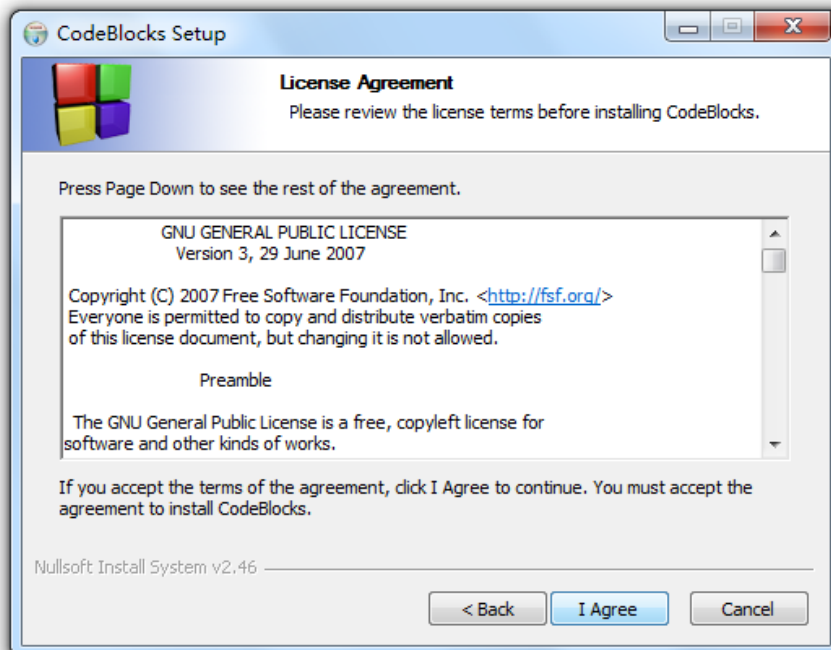 CodeBlocks Setup
License Agreement
Please review the license terms before installing CodeBlocks.
Press Page Down to see the rest of the agreement.
GNU GENERAL PUBLIC LICENSE
Version 3, 29 June 2007
Copyright (C) 2007 Free Software Foundation, Inc. <http://fsf.org/>
Everyone is permitted to copy and distribute verbatim copies
of this license document, but changing it is not allowed.
Preamble
The GNU General Public License is a free, copyleft license for
software and other kinds of works.
If you accept the terms of the agreement, click I Agree to continue. You must accept the
agreement to install CodeBlocks.
Nullsoft Install System v2.46
< Back I Agree Cancel